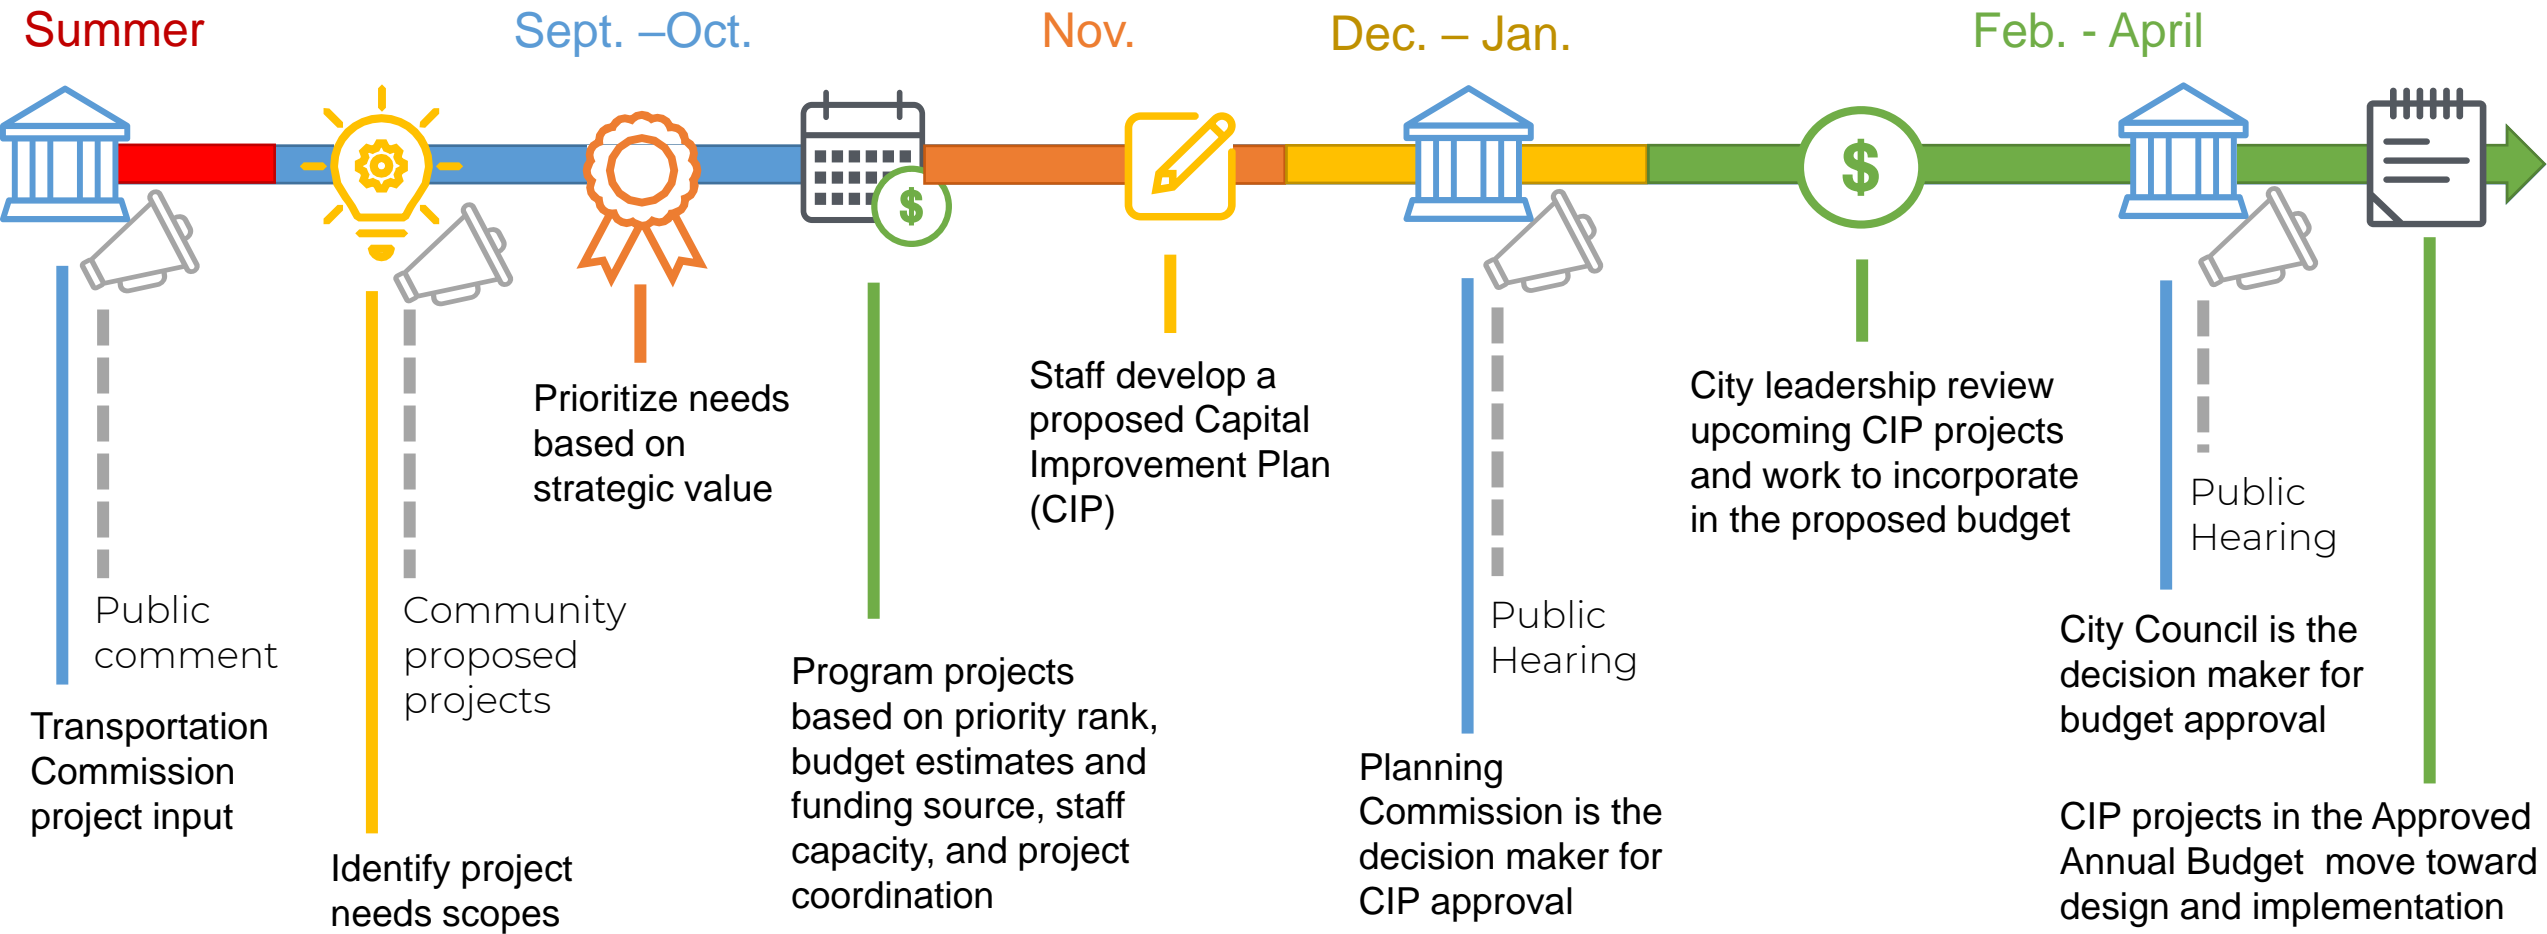 Summer
Sept. –Oct.
Nov.
Dec. – Jan.
Feb. - April
$
$
Public
comment
Transportation
Commission
project input
Community
proposed
projects
Identify project
needs scopes
Prioritize needs
based on
strategic value
Program projects
based on priority rank,
budget estimates and
funding source, staff
capacity, and project
coordination
Staff develop a
proposed Capital
Improvement Plan
(CIP)
Public
Hearing
Planning
Commission is the
decision maker for
CIP approval
City leadership review
upcoming CIP projects
and work to incorporate
in the proposed budget
Public
Hearing
City Council is the
decision maker for
budget approval
CIP projects in the Approved
Annual Budget  move toward
design and implementation